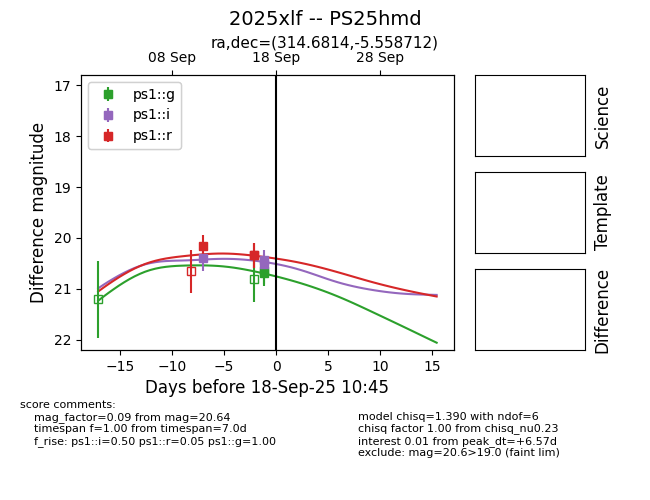 2025xlf -- PS25hmd
ra,dec=(314.6814,-5.558712)
08 Sep 18 Sep 28 Sep
ps1::g
ps1::i
ps1::r
17
18
19
20
21
22
Difference magnitude
−15 −10 −5 0 5 10 15
Days before 18-Sep-25 10:45
Science
Template
Difference
score comments:
mag_factor=0.09 from mag=20.64
timespan f=1.00 from timespan=7.0d
f_rise: ps1::i=0.50 ps1::r=0.05 ps1::g=1.00
model chisq=1.390 with ndof=6
chisq factor 1.00 from chisq_nu0.23
interest 0.01 from peak_dt=+6.57d
exclude: mag=20.6>19.0 (faint lim)